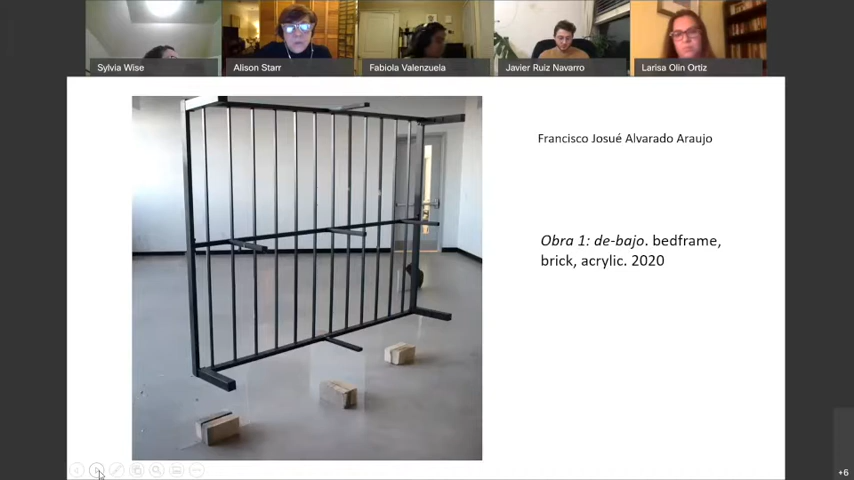 Sylvia Wise
Alison Starr
Fabiola Valenzuela
Javier Ruiz Navarro
Larisa Olin Ortiz
Francisco Josué Alvarado Araujo
Obra 1: de-bajo. bedframe,
brick, acrylic. 2020
+6